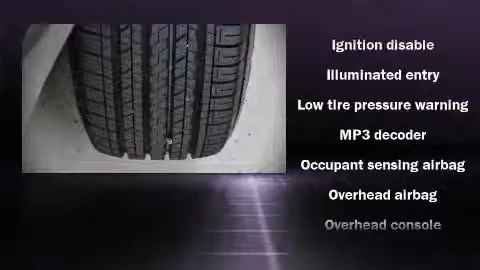 Ignition disable
Illuminated entry
Low tire pressure warning
MP3 decoder
Occupant sensing airbag
Overhead airbag
Overhead console